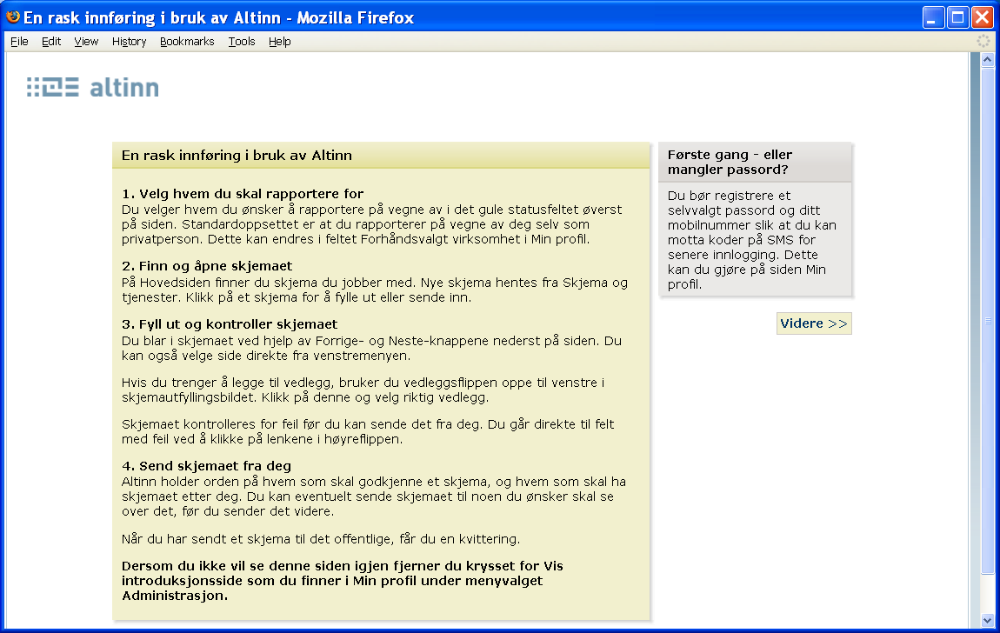 En rask innføring i bruk av Altinn - Mozilla Firefox
File Edit View History Bookmarks Tools Help
altinn
En rask innføring i bruk av Altinn
1. Velg hvem du skal rapportere for
Du velger hvem du ønsker å rapportere på vegne av i det gule statusfeltet øverst
på siden. Standardoppsettet er at du rapporterer på vegne av deg selv som
privatperson. Dette kan endres i feltet Forhåndsvalgt virksomhet i Min profil.
2. Finn og åpne skjemaet
På Hovedsiden finner du skjema du jobber med. Nye skjema hentes fra Skjema og
tjenester. Klikk på et skjema for å fylle ut eller sende inn.
3. Fyll ut og kontroller skjemaet
Du blar i skjemaet ved hjelp av Forrige- og Neste-knappene nederst på siden. Du
kan også velge side direkte fra venstremenyen.
Hvis du trenger å legge til vedlegg, bruker du vedleggsflippen oppe til venstre i
skjemautfyllingsbildet. Klikk på denne og velg riktig vedlegg.
Skjemaet kontrolleres for feil før du kan sende det fra deg. Du går direkte til felt
med feil ved å klikke på lenkene i høyreflippen.
4. Send skjemaet fra deg
Altinn holder orden på hvem som skal godkjenne et skjema, og hvem som skal ha
skjemaet etter deg. Du kan eventuelt sende skjemaet til noen du ønsker skal se
over det, før du sender det videre.
Når du har sendt et skjema til det offentlige, får du en kvittering.
Dersom du ikke vil se denne siden igjen fjerner du krysset for Vis
introduksjonsside som du finner i Min profil under menyvalget
Administrasjon.
Første gang - eller
mangler passord?
Du bør registrere et
selvvalgt passord og ditt
mobilnummer slik at du kan
motta koder på SMS for
senere innlogging. Dette
kan du gjøre på siden Min
profil.
Videre >>